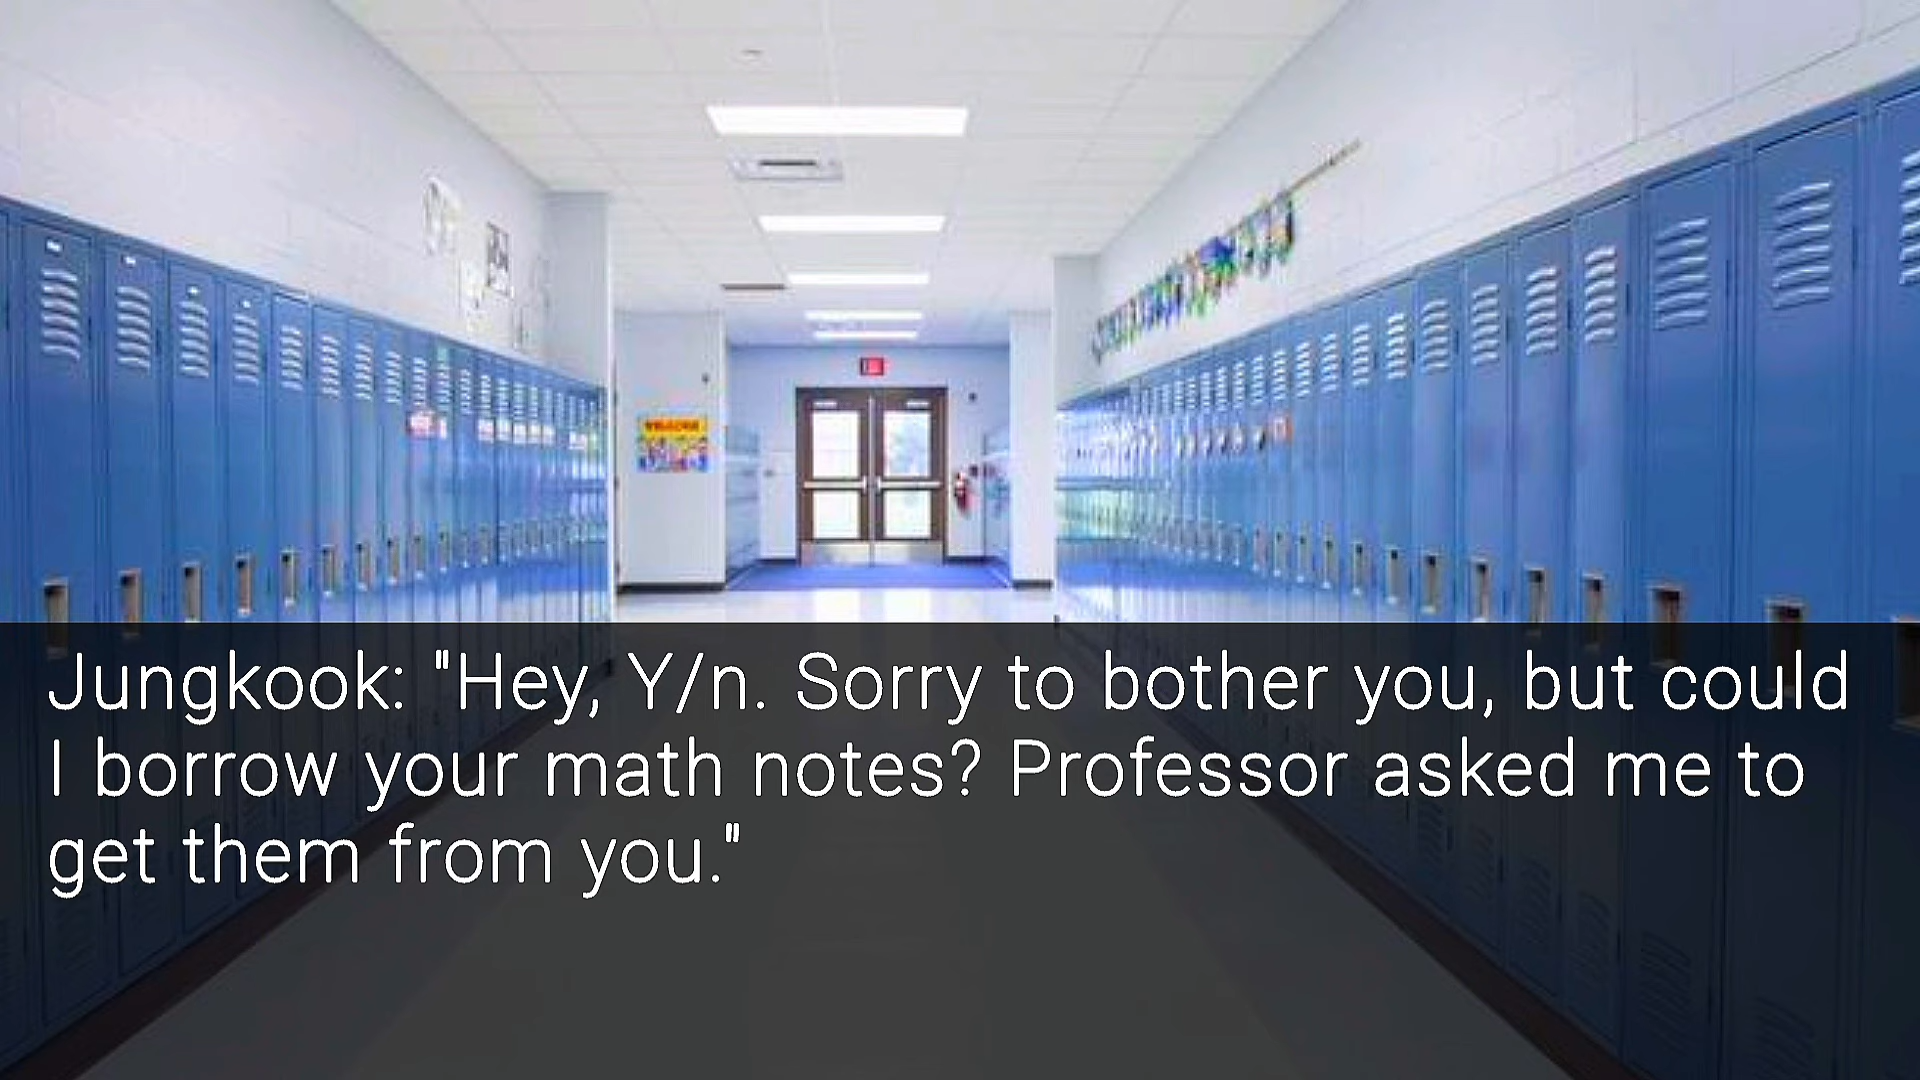 Jungkook: "Hey, Y/n. Sorry to bother you, but could
I borrow your math notes? Professor asked me to
get them from you."